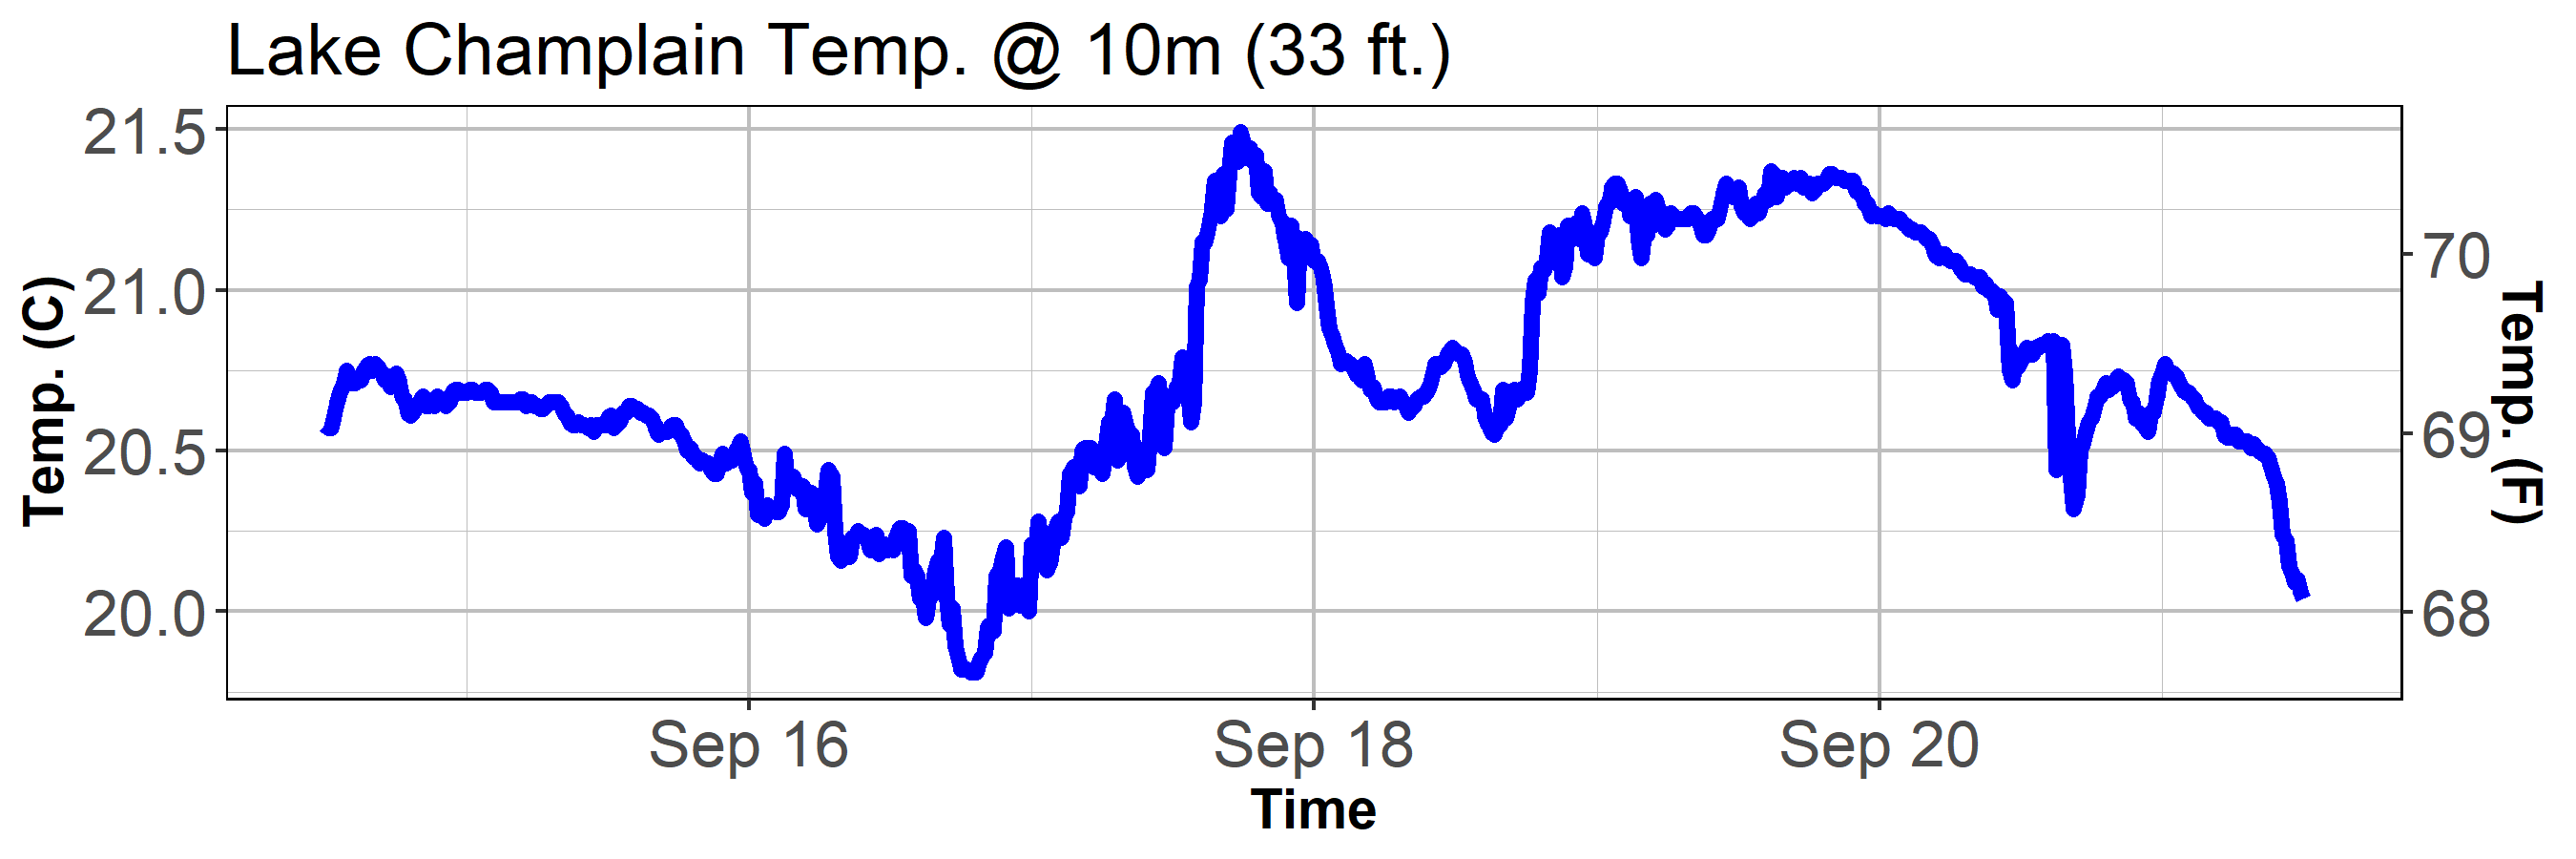 Lake Champlain Temp. @ 10m (33 ft.)
21.5
21.0
20.5
20.0
Temp. (C)
70
69
68
Temp. (F)
Sep 16
Sep 18
Sep 20
Time